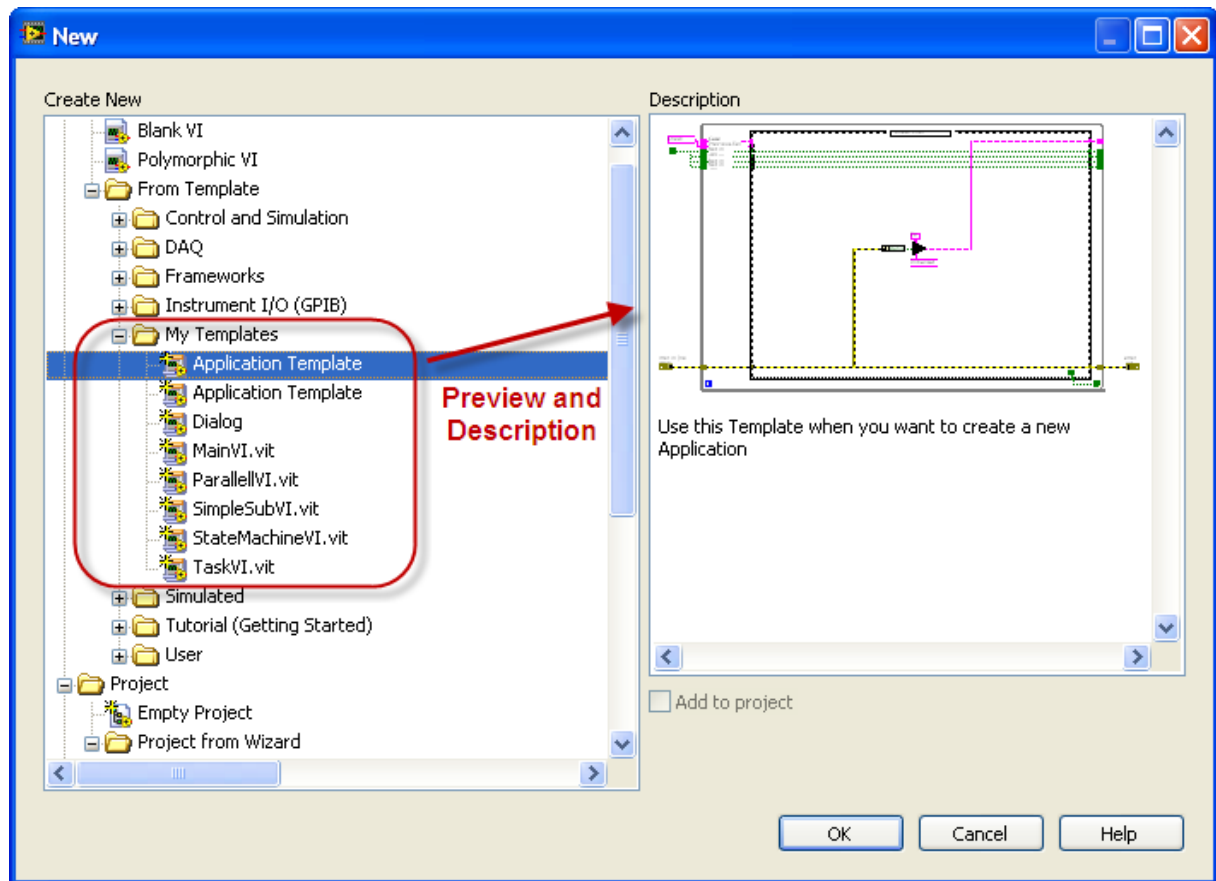 New
Create New
Blank VI
Polymorphic VI
From Template
Control and Simulation
DAQ
Frameworks
Instrument I/O (GPIB)
My Templates
Application Template
Application Template
Dialog
MainVI.vit
ParallellVI.vit
SimpleSubVI.vit
StateMachineVI.vit
TaskVI.vit
Simulated
Tutorial (Getting Started)
User
Project
Empty Project
Project from Wizard
Preview and
Description
Description
Use this Template when you want to create a new
Application
Add to project
OK
Cancel
Help